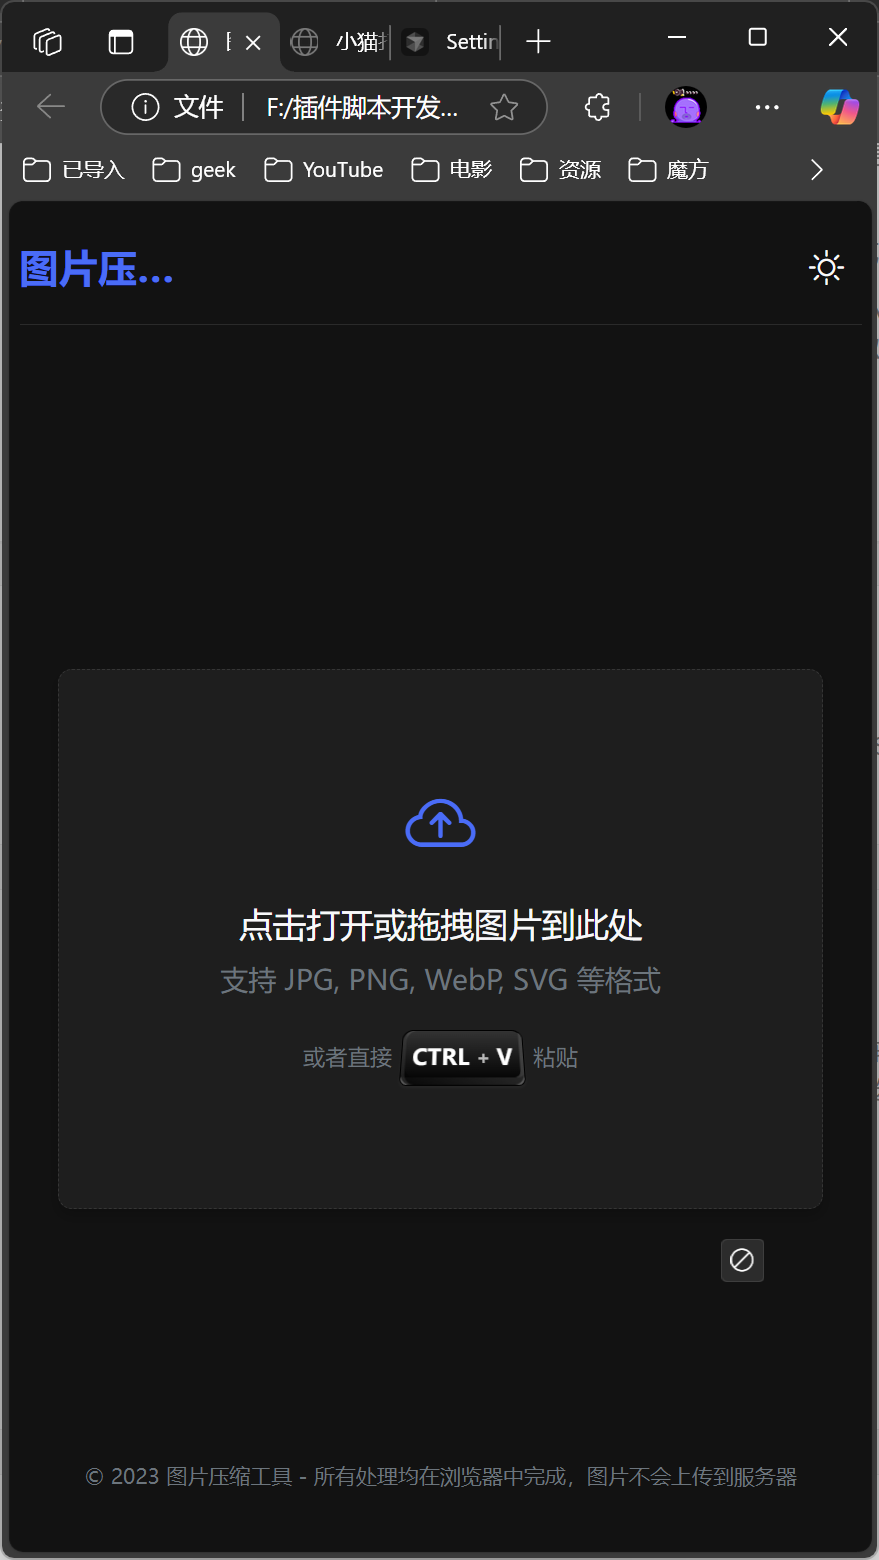 小猫
Settin
文件
F:/插件脚本开发...
已导入
geek
YouTube
电影
资源
魔方
图片压...
点击打开或拖拽图片到此处
支持 JPG, PNG, WebP, SVG 等格式
或者直接 CTRL + V 粘贴
© 2023 图片压缩工具 - 所有处理均在浏览器中完成，图片不会上传到服务器